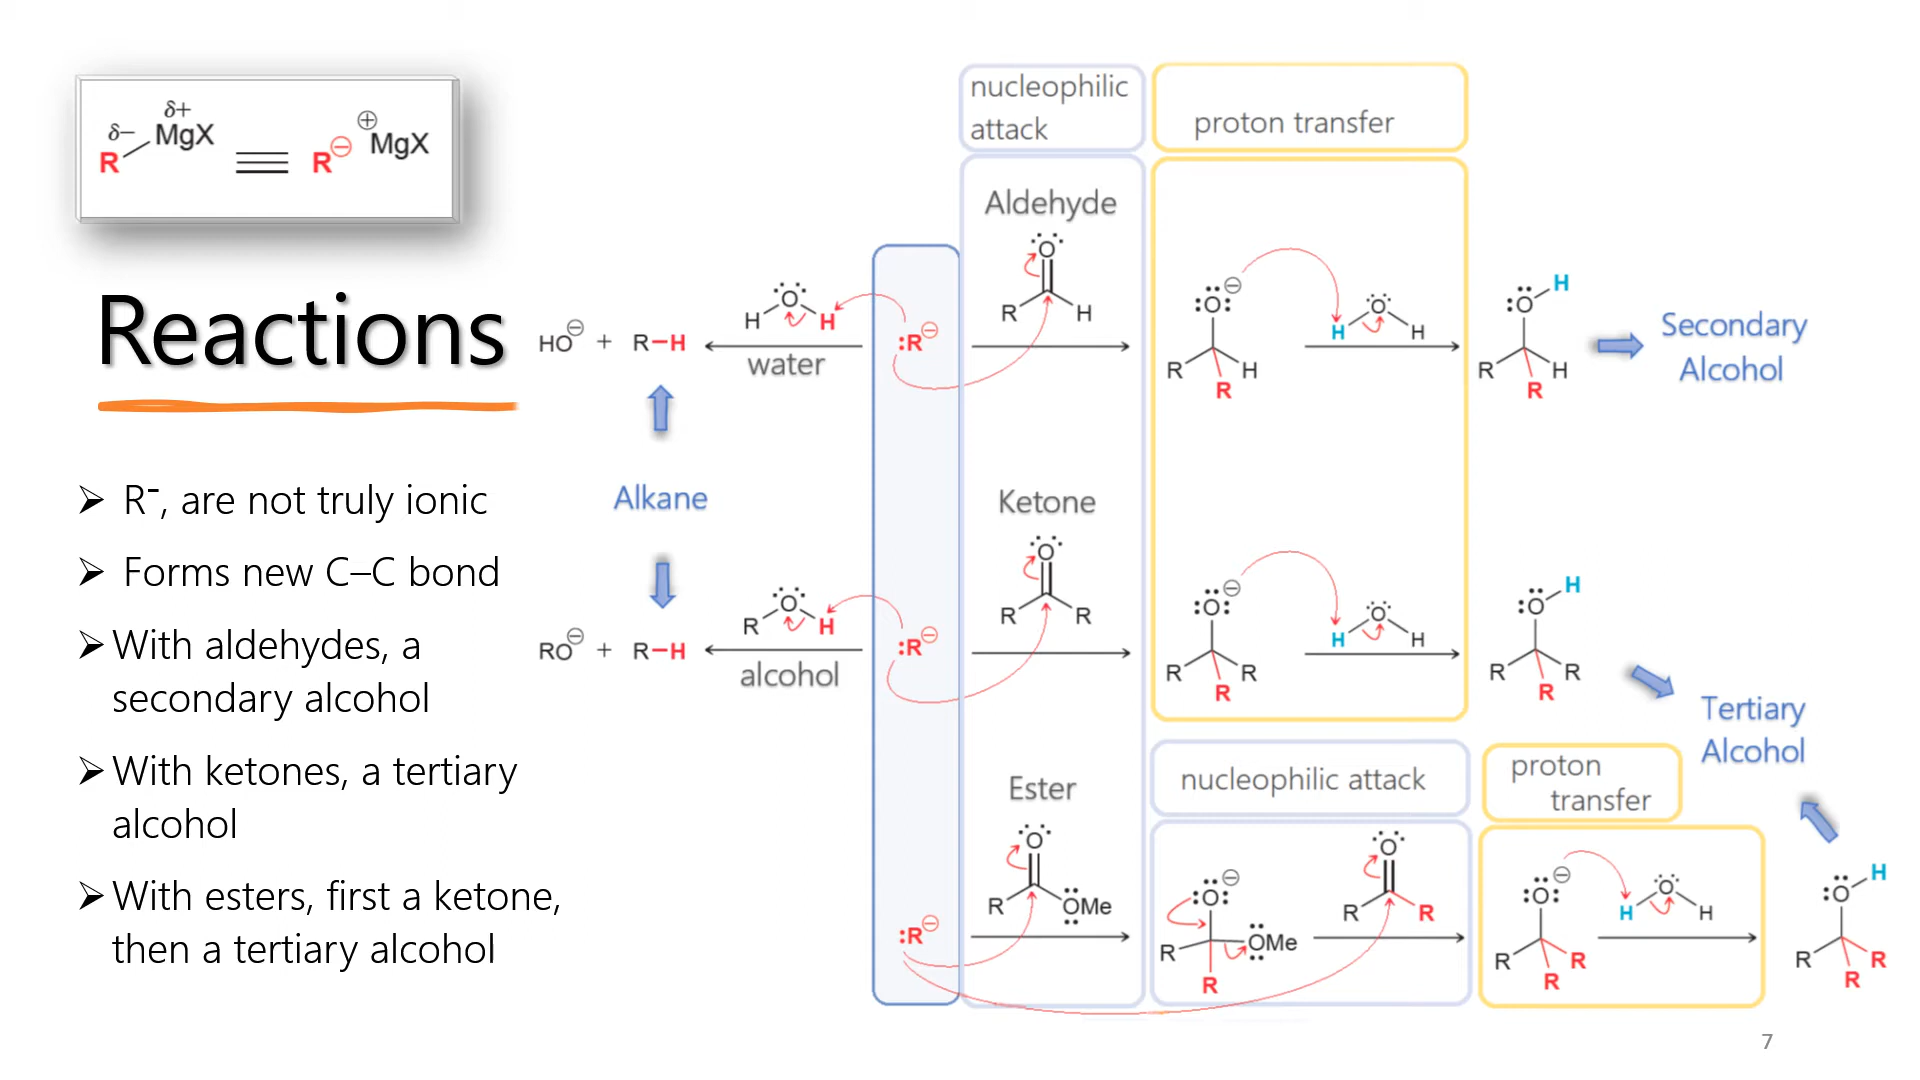 δ− δ+
R MgX ≡ R⊖ ⊕MgX
Reactions
➢ R⁻, are not truly ionic
➢ Forms new C–C bond
➢ With aldehydes, a
secondary alcohol
➢ With ketones, a tertiary
alcohol
➢ With esters, first a ketone,
then a tertiary alcohol
nucleophilic
attack
proton transfer
Aldehyde
HO⊖ + R–H
H O H
water
:R⊖
O
R H
:O:⊖
R H
R
H O H
:O H
R H
R
Secondary
Alcohol
Alkane
Ketone
RO⊖ + R–H
R O H
alcohol
:R⊖
O
R R
:O:⊖
R R
R
H O H
:O H
R R
R
Tertiary
Alcohol
nucleophilic attack
proton
transfer
Ester
:R⊖
O
R OMe
:O:⊖
R OMe
R
O
R R
:O:⊖
R R
R
H O H
:O H
R R
R
7